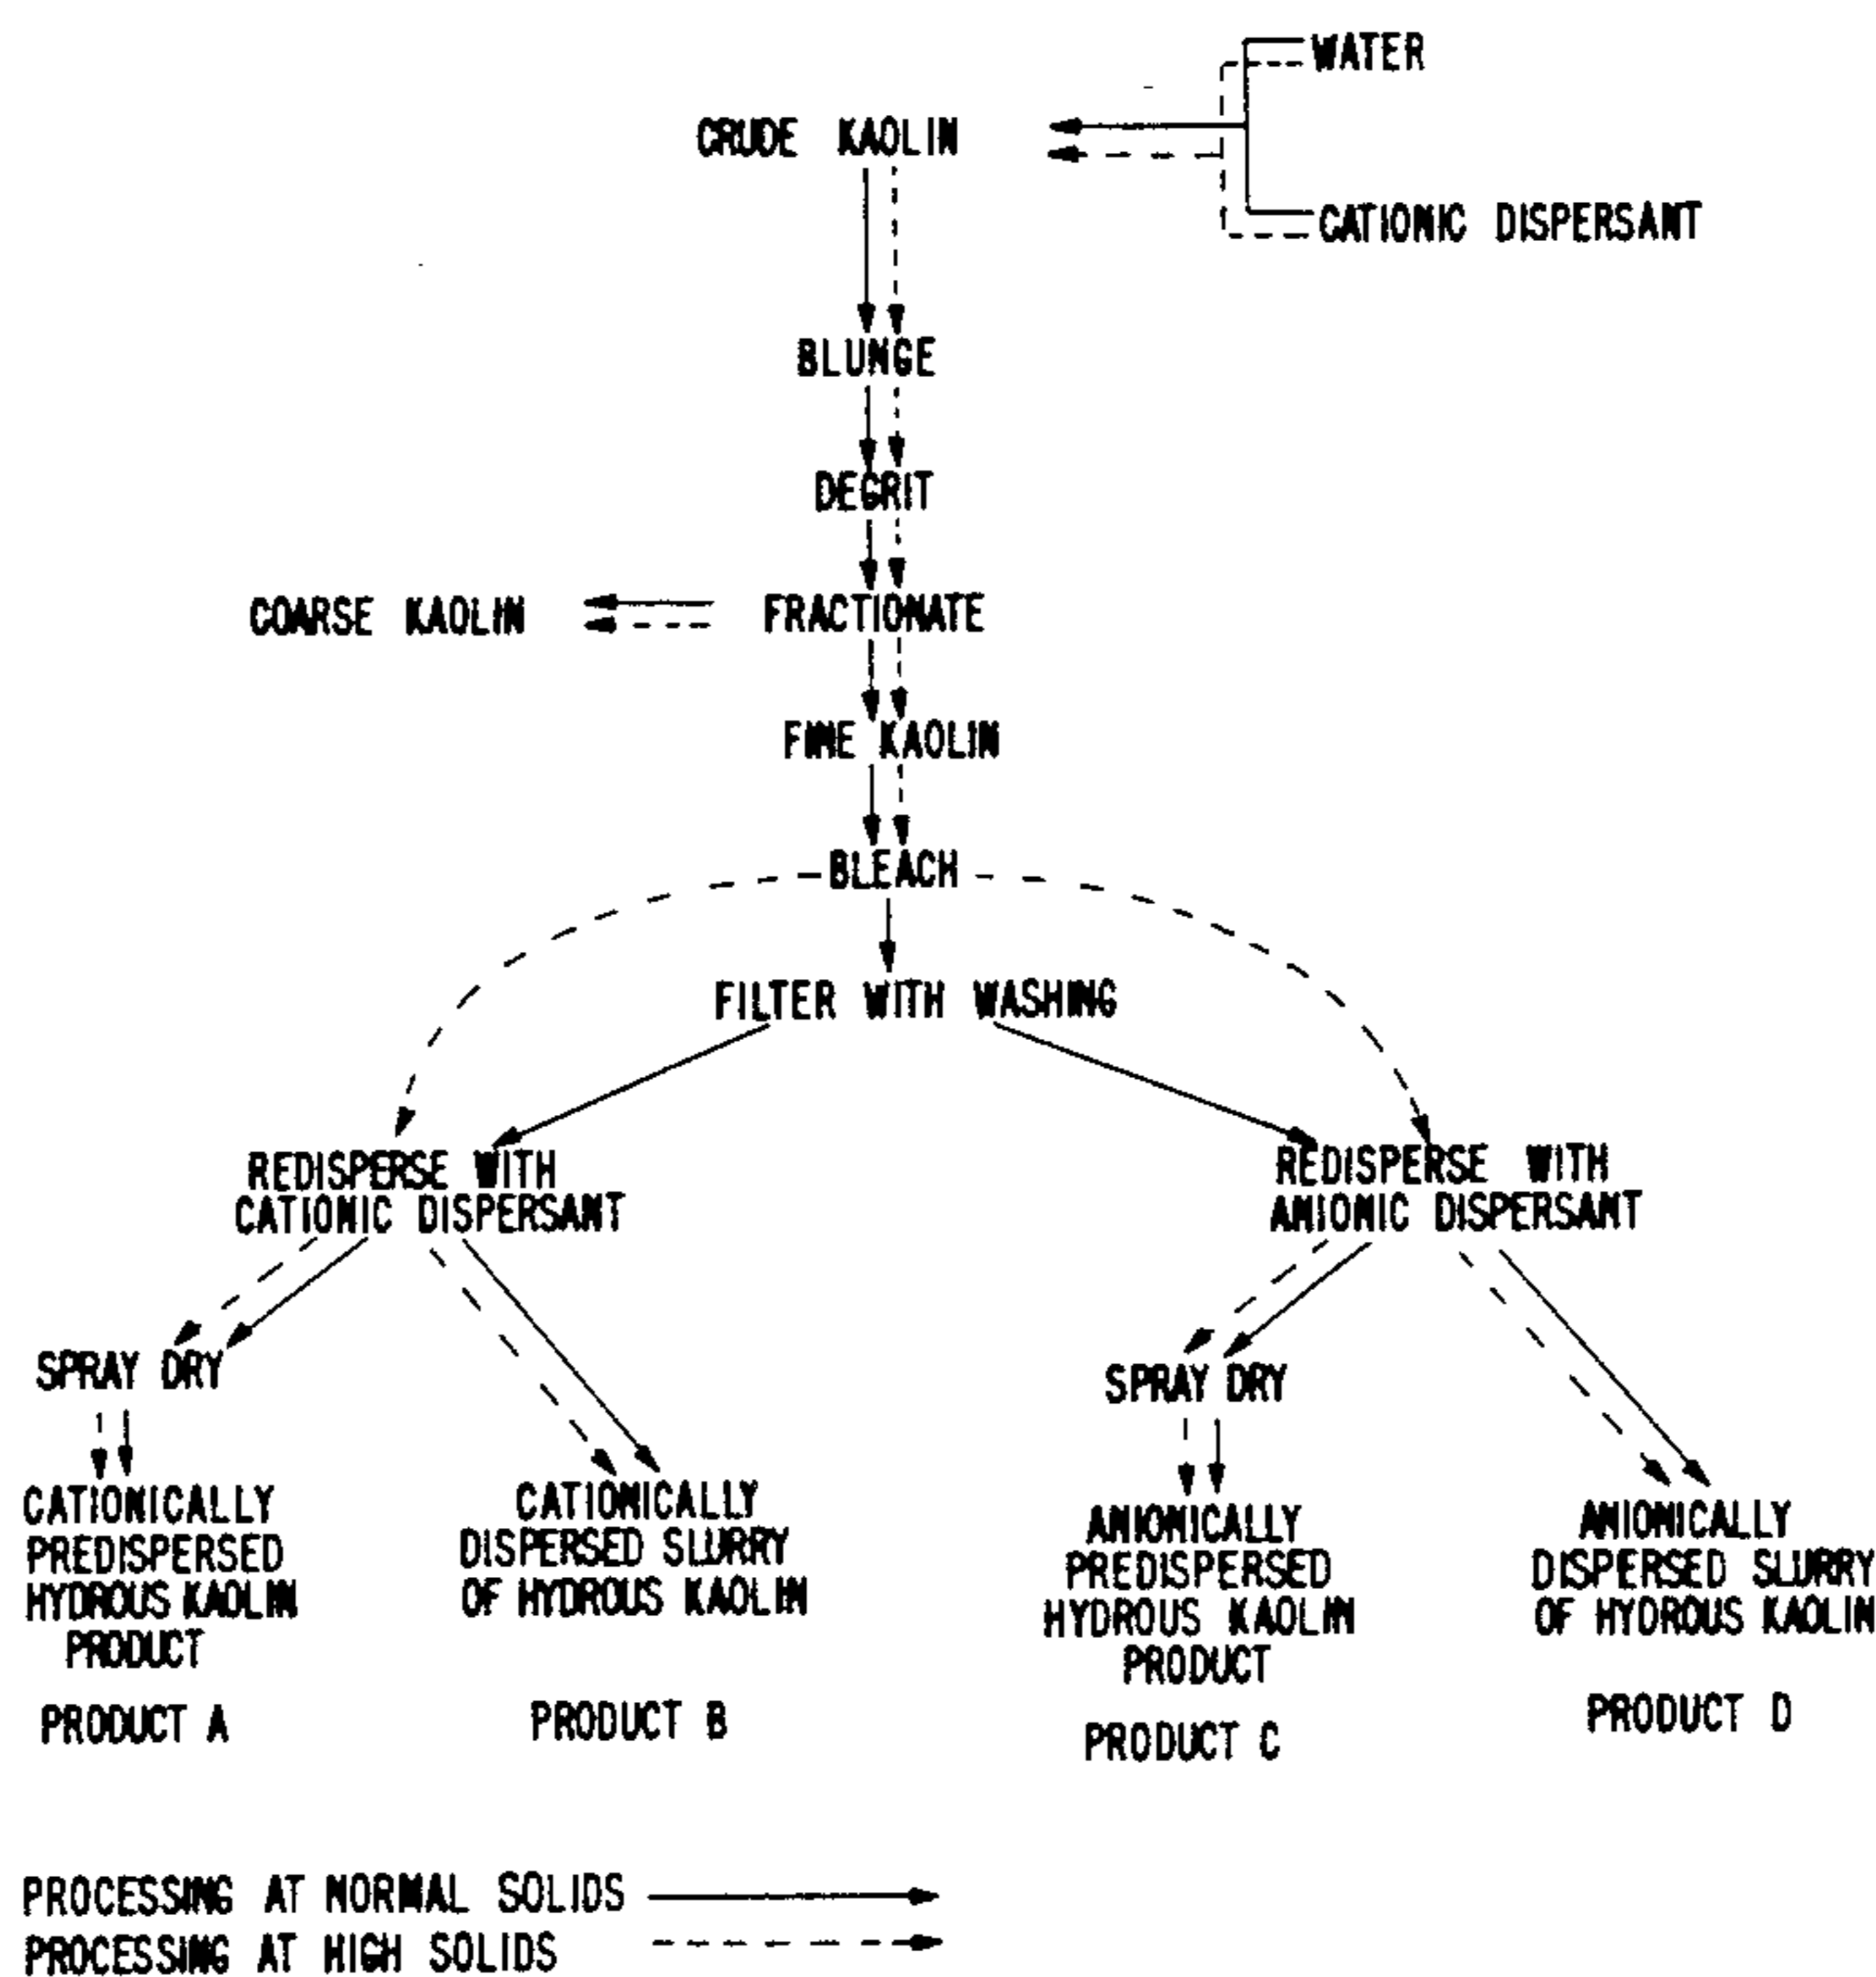 WATER
CRUDE KAOLIN
CATIONIC DISPERSANT
BLUNGE
DEGRIT
COARSE KAOLIN
FRACTIONATE
FINE KAOLIN
BLEACH
FILTER WITH WASHING
REDISPERSE WITH
CATIONIC DISPERSANT
REDISPERSE WITH
ANIONIC DISPERSANT
SPRAY DRY
SPRAY DRY
CATIONICALLY
PREDISPERSED
HYDROUS KAOLIN
PRODUCT
CATIONICALLY
DISPERSED SLURRY
OF HYDROUS KAOLIN
ANIONICALLY
PREDISPERSED
HYDROUS KAOLIN
PRODUCT
ANIONICALLY
DISPERSED SLURRY
OF HYDROUS KAOLIN
PRODUCT A
PRODUCT B
PRODUCT C
PRODUCT D
PROCESSING AT NORMAL SOLIDS
PROCESSING AT HIGH SOLIDS